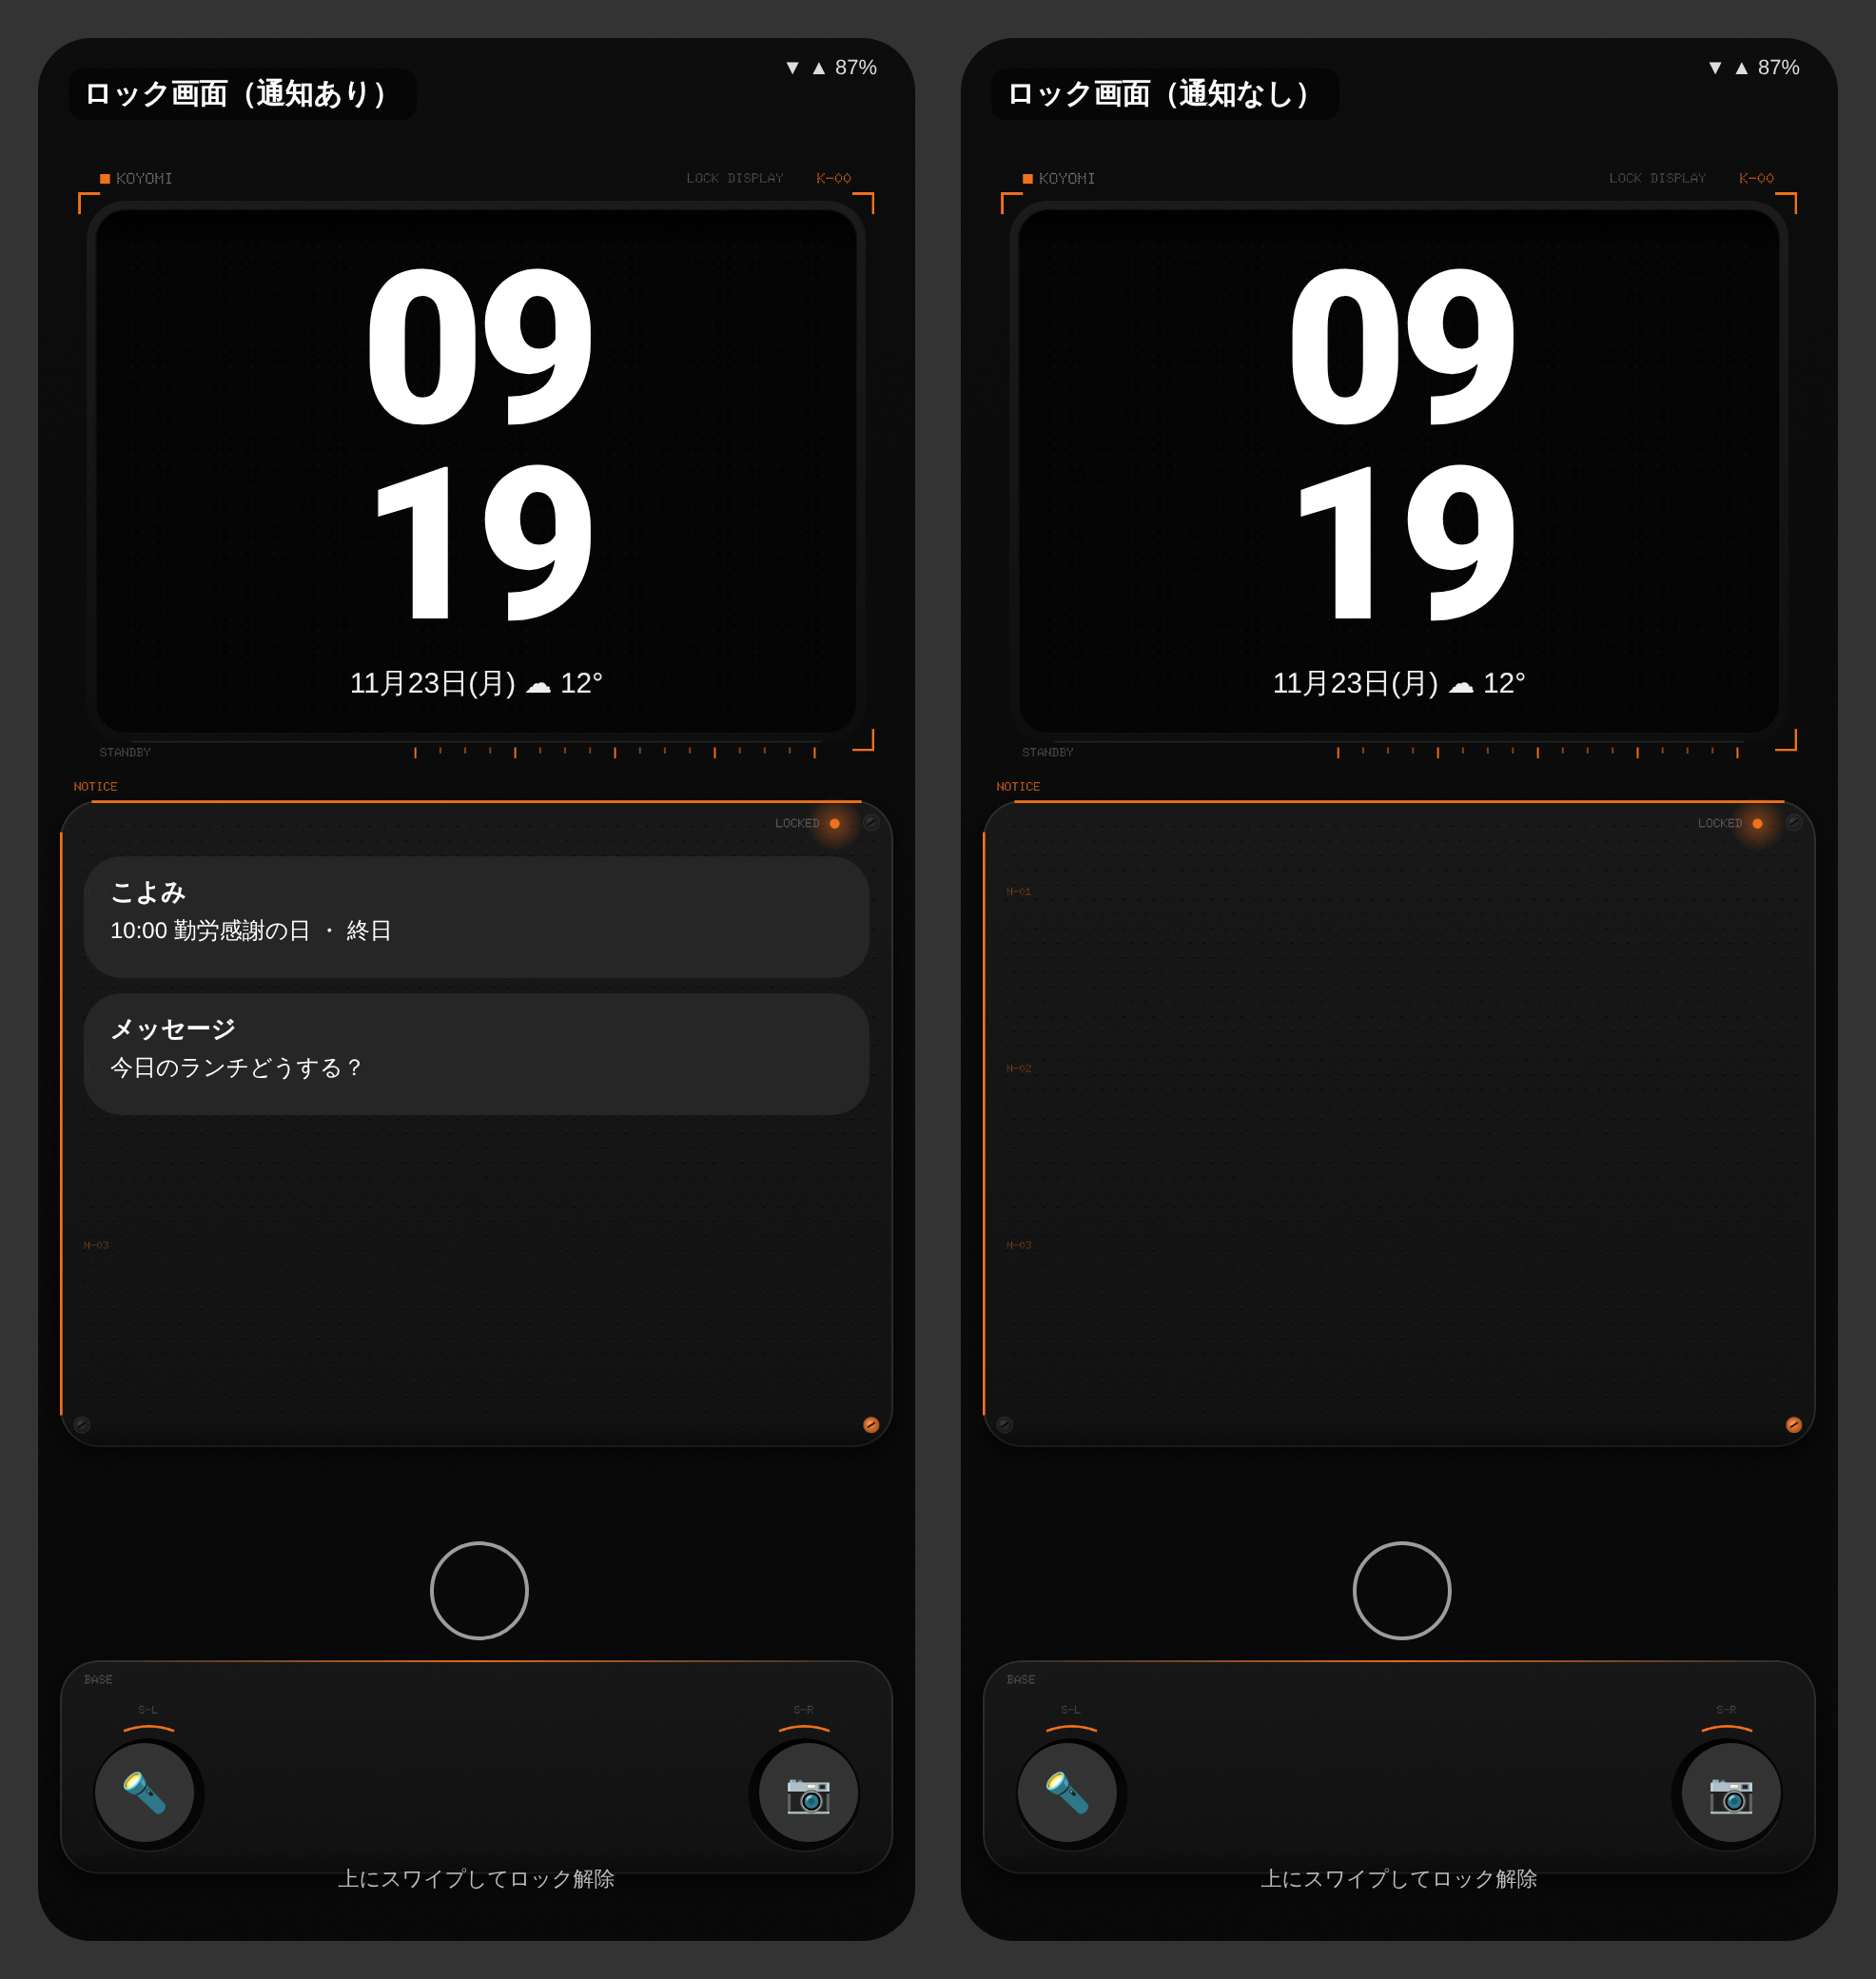 ロック画面（通知あり）
▼ ▲ 87%
KOYOMI
LOCK DISPLAY K-00
09
19
11月23日(月) ☁ 12°
STANDBY
NOTICE
LOCKED
こよみ
10:00 勤労感謝の日 ・ 終日
メッセージ
今日のランチどうする？
N-03
BASE
S-L
S-R
上にスワイプしてロック解除
ロック画面（通知なし）
▼ ▲ 87%
KOYOMI
LOCK DISPLAY K-00
09
19
11月23日(月) ☁ 12°
STANDBY
NOTICE
LOCKED
N-01
N-02
N-03
BASE
S-L
S-R
上にスワイプしてロック解除